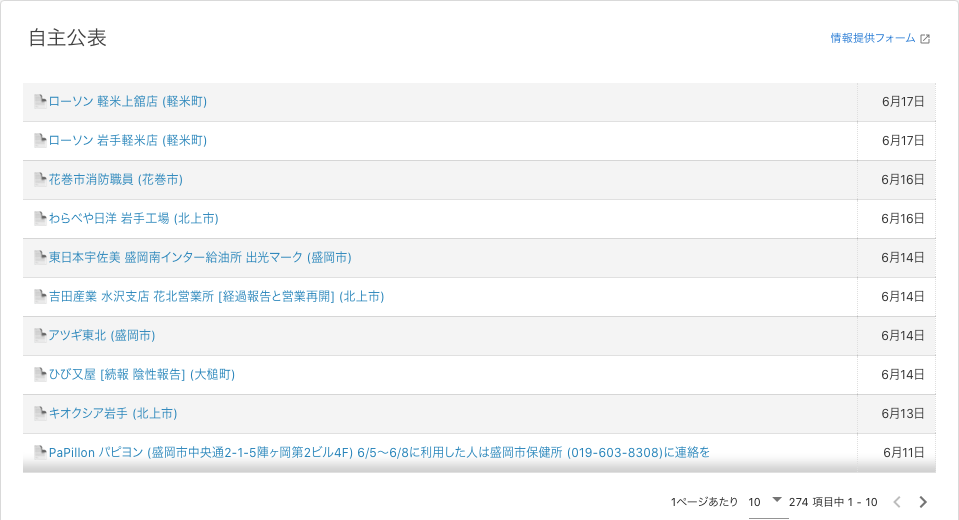 自主公表
情報提供フォーム
ローソン 軽米上舘店 (軽米町) 6月17日
ローソン 岩手軽米店 (軽米町) 6月17日
花巻市消防職員 (花巻市) 6月16日
わらべや日洋 岩手工場 (北上市) 6月16日
東日本宇佐美 盛岡南インター給油所 出光マーク (盛岡市) 6月14日
吉田産業 水沢支店 花北営業所 [経過報告と営業再開] (北上市) 6月14日
アツギ東北 (盛岡市) 6月14日
ひび又屋 [続報 陰性報告] (大槌町) 6月14日
キオクシア岩手 (北上市) 6月13日
PaPillon パピヨン (盛岡市中央通2-1-5陣ヶ岡第2ビル4F) 6/5〜6/8に利用した人は盛岡市保健所 (019-603-8308)に連絡を 6月11日
1ページあたり 10 274 項目中 1 - 10